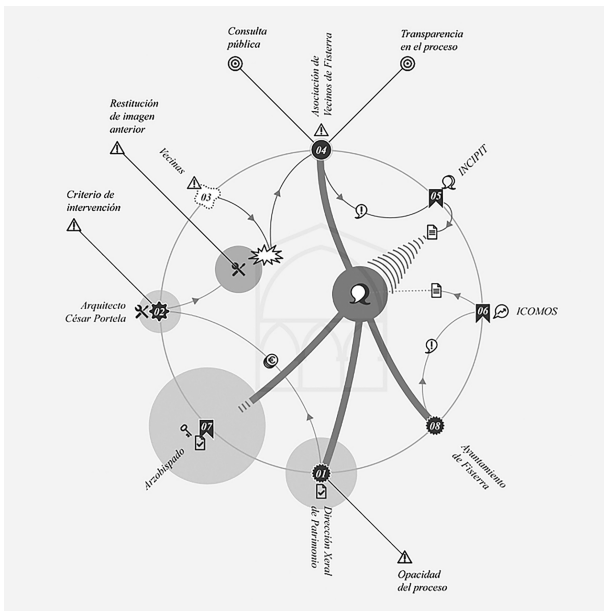 Consulta
pública
Transparencia
en el proceso
Asociación de
Vecinos de Fisterra
Restitución
de imagen
anterior
Vecinas
INCIPIT
04
Criterio de
intervención
03
05
Arquitecto
César Portela
02
06
ICOMOS
€
07
08
Arzobispado
Ayuntamiento
de Fisterra
01
Dirección Xeral
de Patrimonio
Opacidad
del proceso